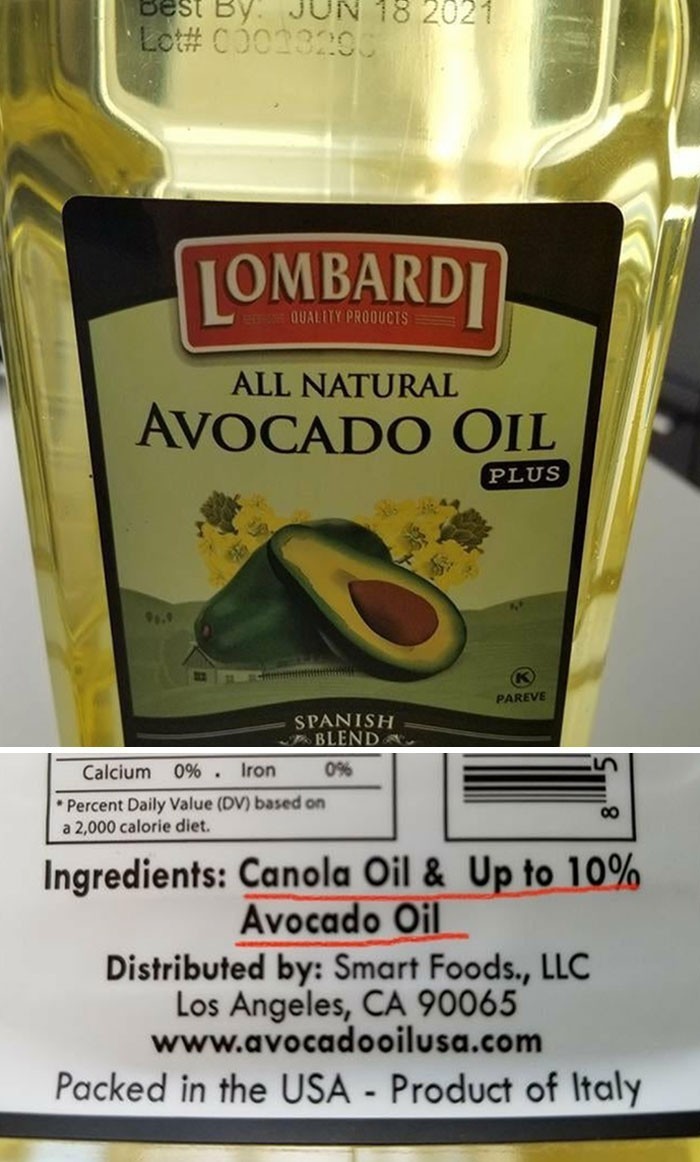 Best By: JUN 18 2021
Lot#
LOMBARDI
QUALITY PRODUCTS
ALL NATURAL
AVOCADO OIL
PLUS
K
PAREVE
SPANISH
BLEND
Calcium 0% . Iron 0%
* Percent Daily Value (DV) based on
a 2,000 calorie diet.
5
8
Ingredients: Canola Oil & Up to 10%
Avocado Oil
Distributed by: Smart Foods., LLC
Los Angeles, CA 90065
www.avocadooilusa.com
Packed in the USA - Product of Italy